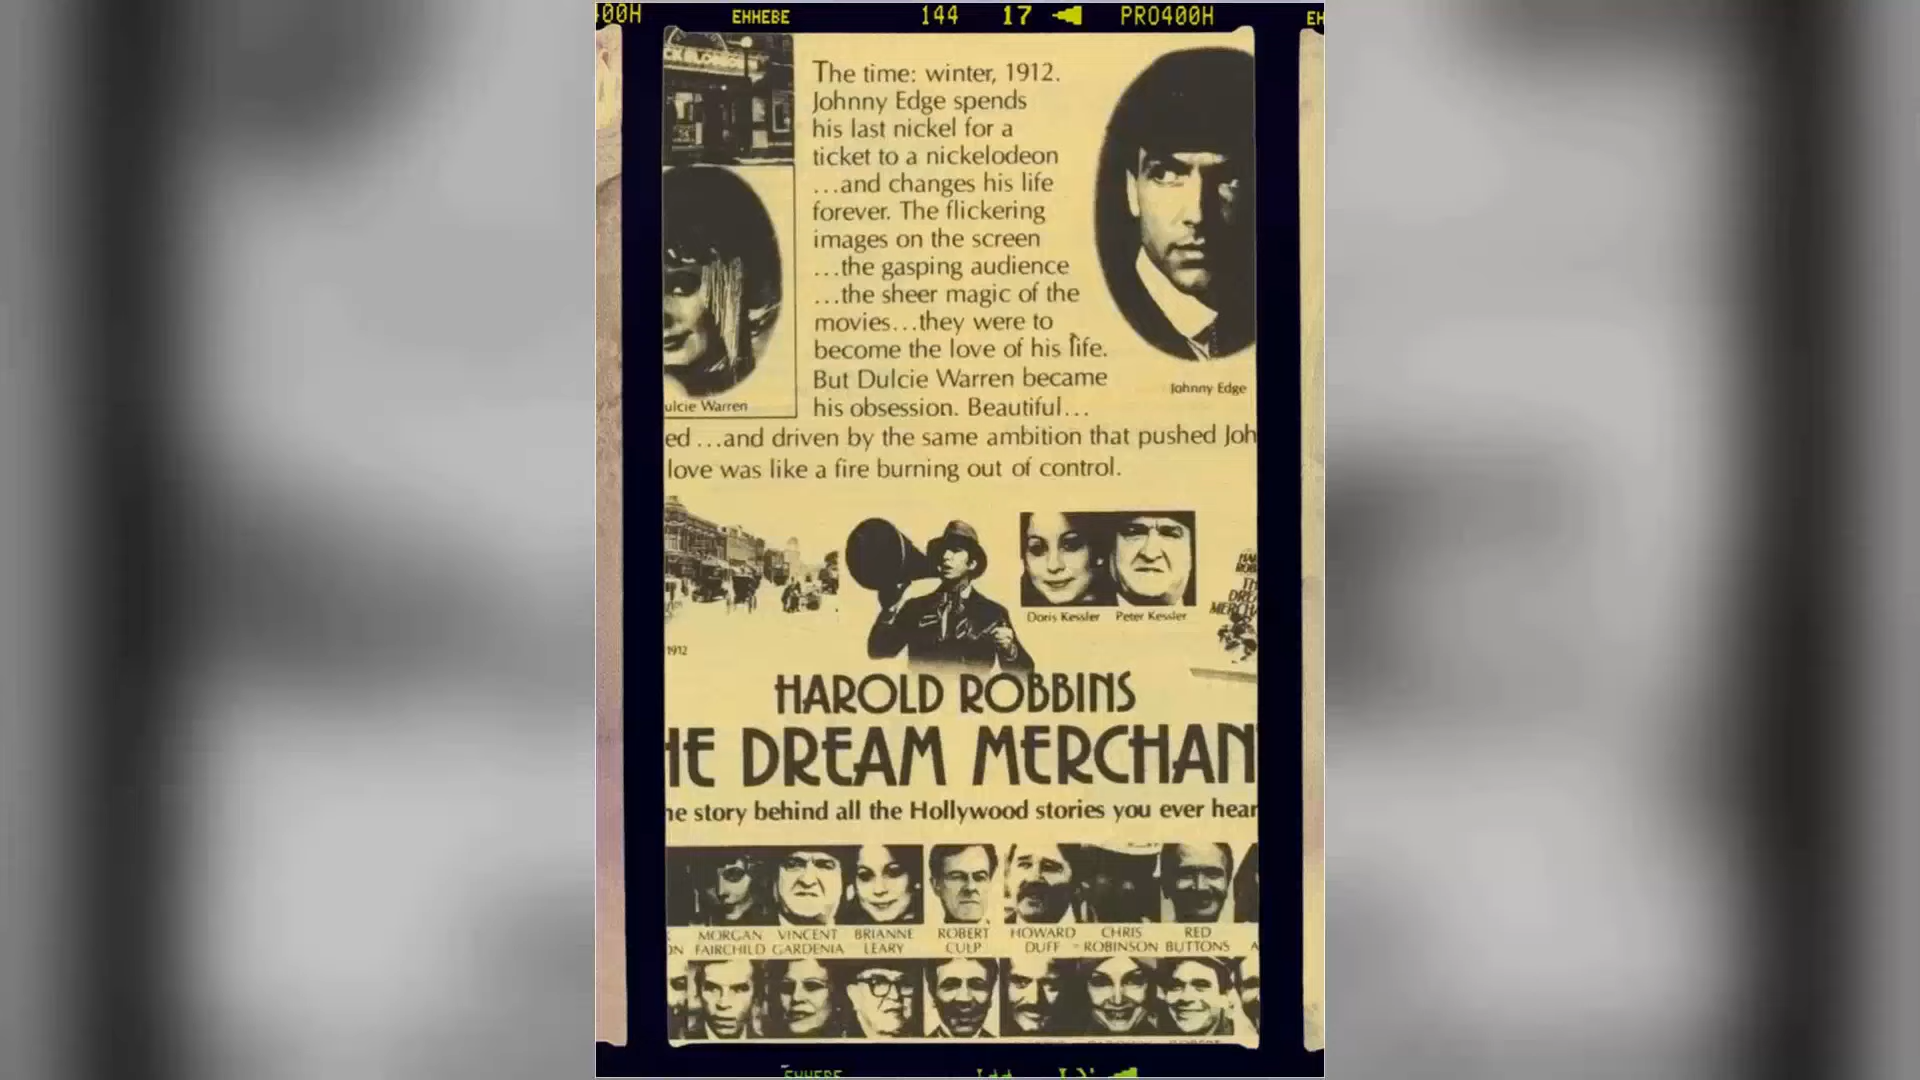 400H EHHEBE 144 17 PRO400H EH
The time: winter, 1912.
Johnny Edge spends
his last nickel for a
ticket to a nickelodeon
...and changes his life
forever. The flickering
images on the screen
...the gasping audience
...the sheer magic of the
movies...they were to
become the love of his life.
But Dulcie Warren became
his obsession. Beautiful...
ed ...and driven by the same ambition that pushed Joh
love was like a fire burning out of control.
ulcie Warren
Johnny Edge
Doris Kessler Peter Kessler
1912
HAROLD ROBBINS
HE DREAM MERCHAN
he story behind all the Hollywood stories you ever hear
MORGAN VINCENT BRIANNE ROBERT HOWARD CHRIS RED
ON FAIRCHILD GARDENIA LEARY CULP DUFF ROBINSON BUTTONS A